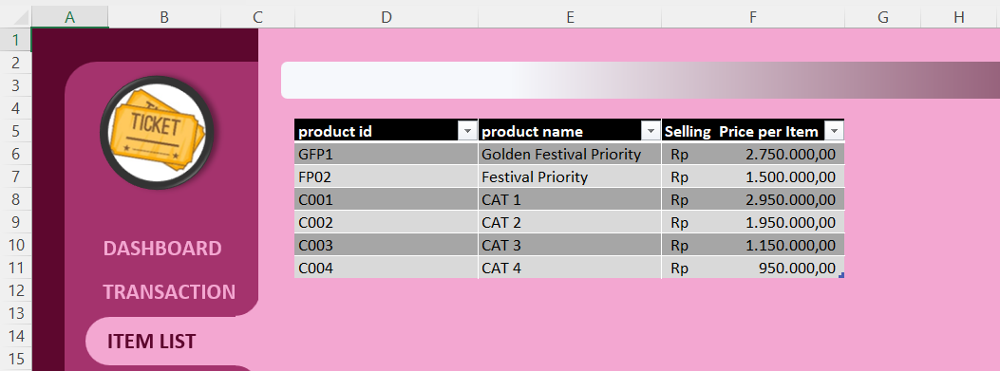 A B C D E F G H
1
2
3
4
5 product id product name Selling Price per Item
6 GFP1 Golden Festival Priority Rp 2.750.000,00
7 FP02 Festival Priority Rp 1.500.000,00
8 C001 CAT 1 Rp 2.950.000,00
9 C002 CAT 2 Rp 1.950.000,00
10 C003 CAT 3 Rp 1.150.000,00
11 C004 CAT 4 Rp 950.000,00
12
13
14
15
TICKET
DASHBOARD
TRANSACTION
ITEM LIST